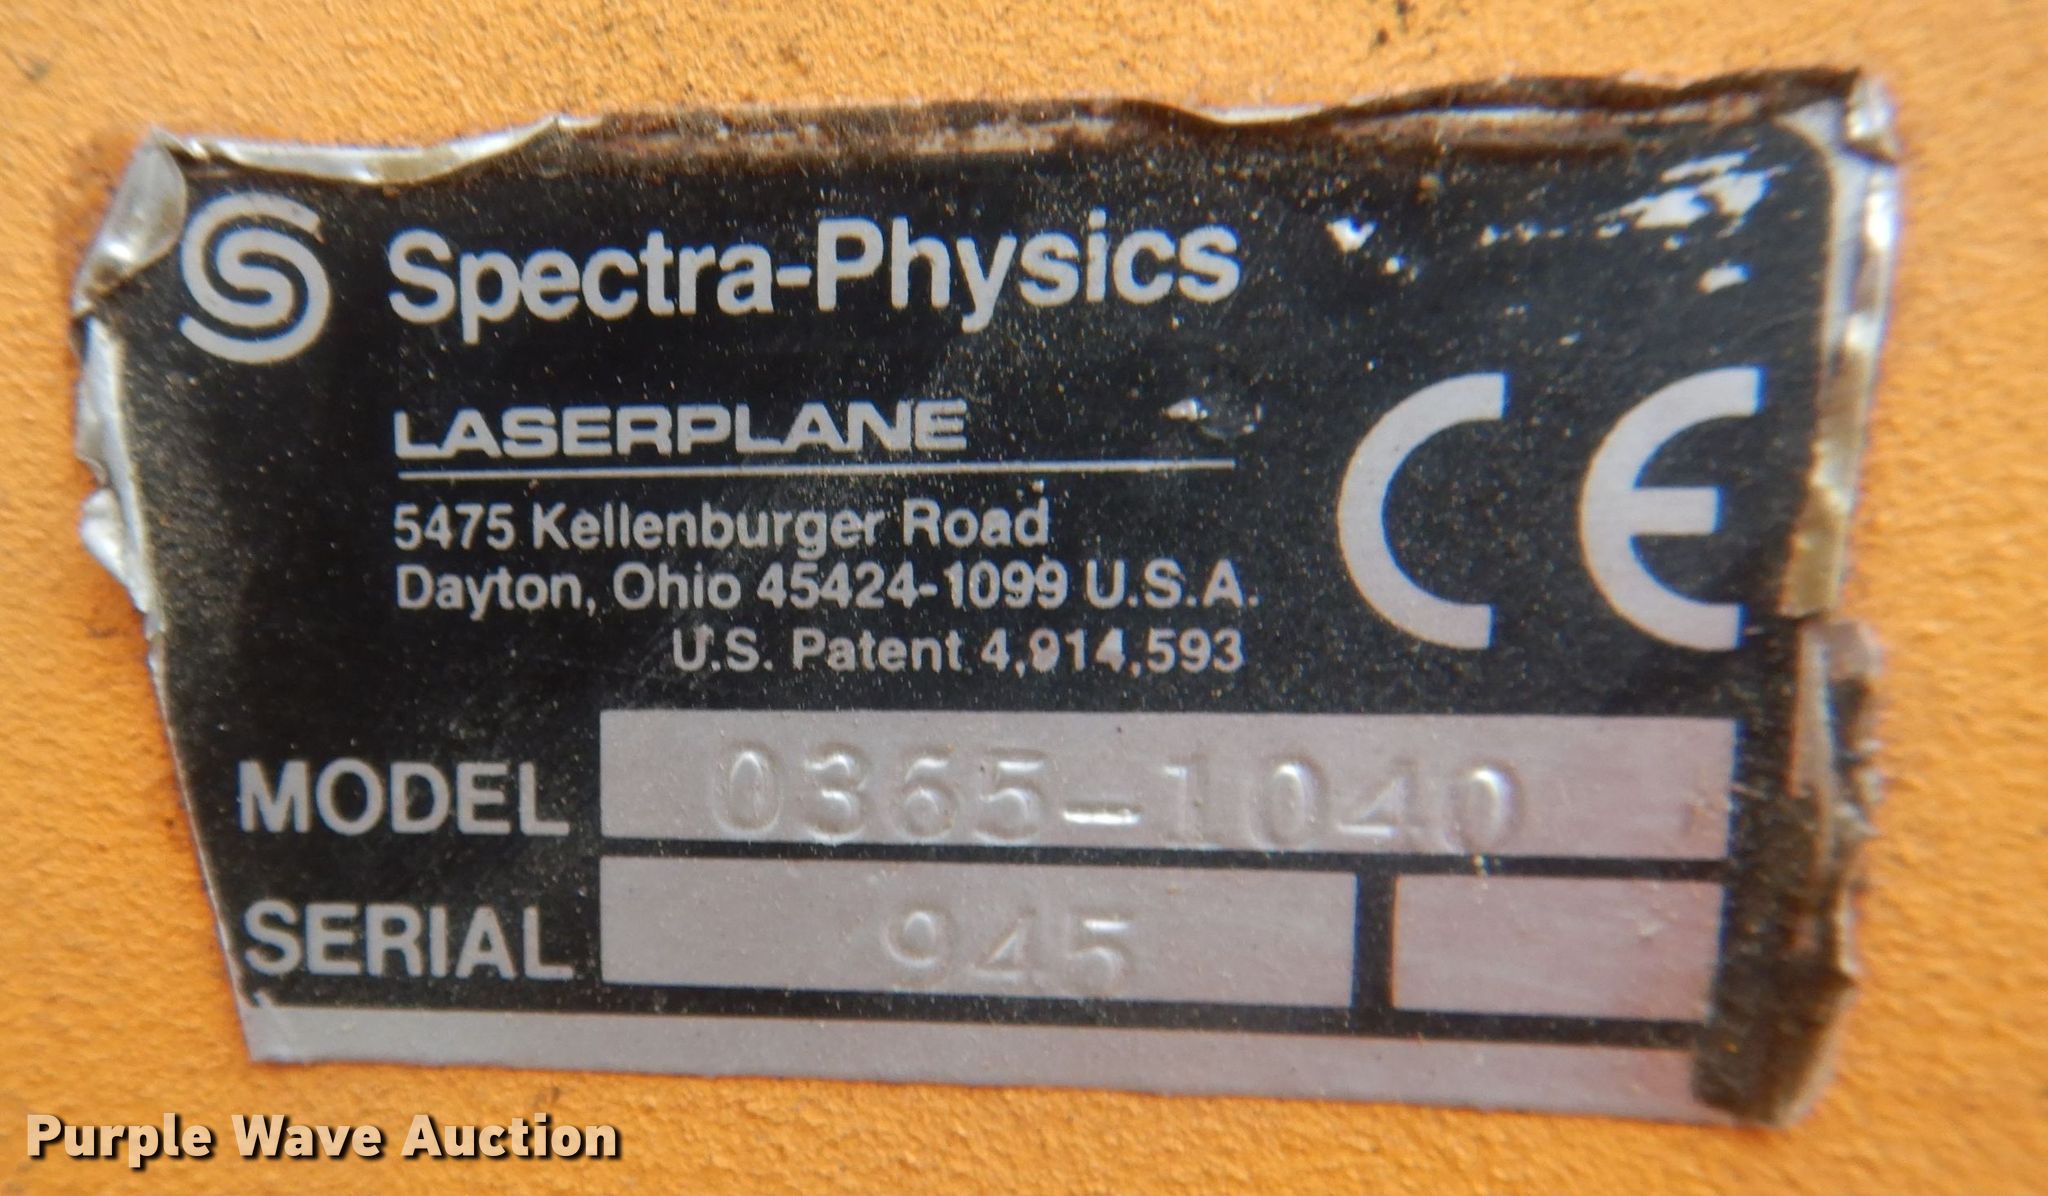 Spectra-Physics
LASERPLANE
5475 Kellenburger Road
Dayton, Ohio 45424-1099 U.S.A.
U.S. Patent 4,914,593
CE
MODEL 0365-1040
SERIAL 945
Purple Wave Auction